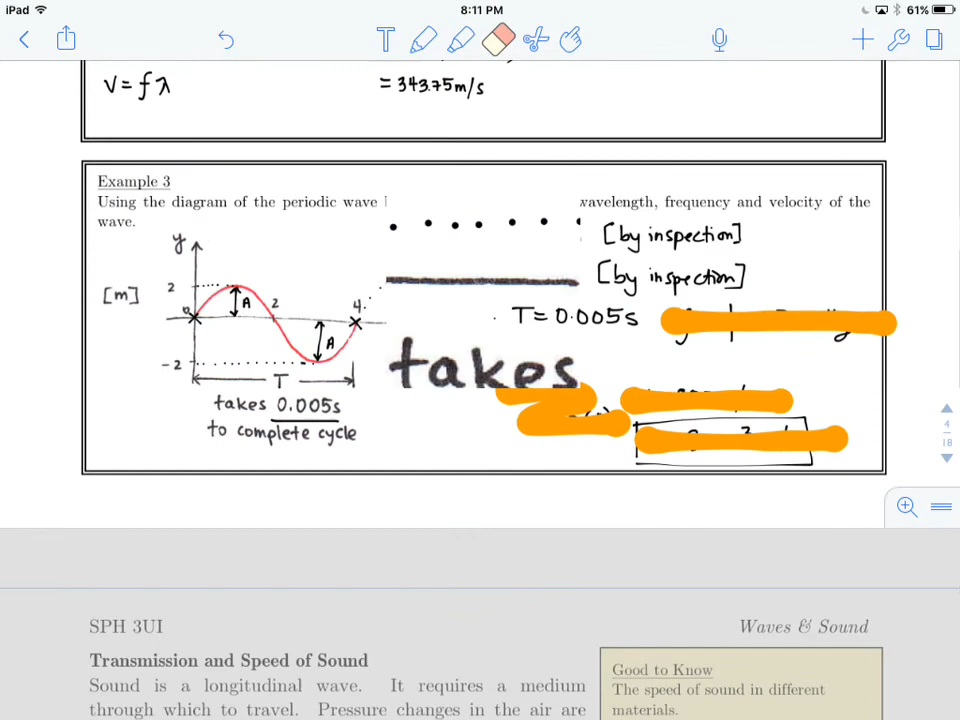 iPad 8:11 PM 61%
V = fλ = 343.75m/s
Example 3
Using the diagram of the periodic wave wavelength, frequency and velocity of the
wave.
[by inspection]
[by inspection]
y
[m]
2
0
A
2
4
A
-2
T
takes 0.005s
to complete cycle
T = 0.005s
takes
4
18
SPH 3UI Waves & Sound
Transmission and Speed of Sound
Sound is a longitudinal wave. It requires a medium
through which to travel. Pressure changes in the air are
Good to Know
The speed of sound in different
materials.